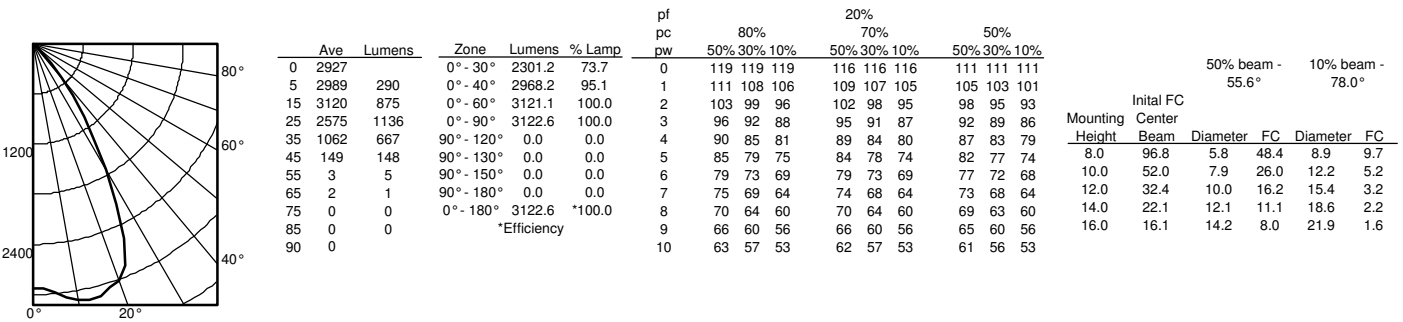 1200
2400
0° 20°
40°
60°
80°
Ave Lumens
0 2927
5 2989 290
15 3120 875
25 2575 1136
35 1062 667
45 149 148
55 3 5
65 2 1
75 0 0
85 0 0
90 0
Zone Lumens % Lamp
0°- 30° 2301.2 73.7
0°- 40° 2968.2 95.1
0°- 60° 3121.1 100.0
0°- 90° 3122.6 100.0
90°- 120° 0.0 0.0
90°- 130° 0.0 0.0
90°- 150° 0.0 0.0
90°- 180° 0.0 0.0
0°- 180° 3122.6 *100.0
*Efficiency
pf 20%
pc 80% 70% 50%
pw 50% 30% 10% 50% 30% 10% 50% 30% 10%
0 119 119 119 116 116 116 111 111 111
1 111 108 106 109 107 105 105 103 101
2 103 99 96 102 98 95 98 95 93
3 96 92 88 95 91 87 92 89 86
4 90 85 81 89 84 80 87 83 79
5 85 79 75 84 78 74 82 77 74
6 79 73 69 79 73 69 77 72 68
7 75 69 64 74 68 64 73 68 64
8 70 64 60 70 64 60 69 63 60
9 66 60 56 66 60 56 65 60 56
10 63 57 53 62 57 53 61 56 53
50% beam - 10% beam -
55.6° 78.0°
Inital FC
Mounting Center
Height Beam Diameter FC Diameter FC
8.0 96.8 5.8 48.4 8.9 9.7
10.0 52.0 7.9 26.0 12.2 5.2
12.0 32.4 10.0 16.2 15.4 3.2
14.0 22.1 12.1 11.1 18.6 2.2
16.0 16.1 14.2 8.0 21.9 1.6